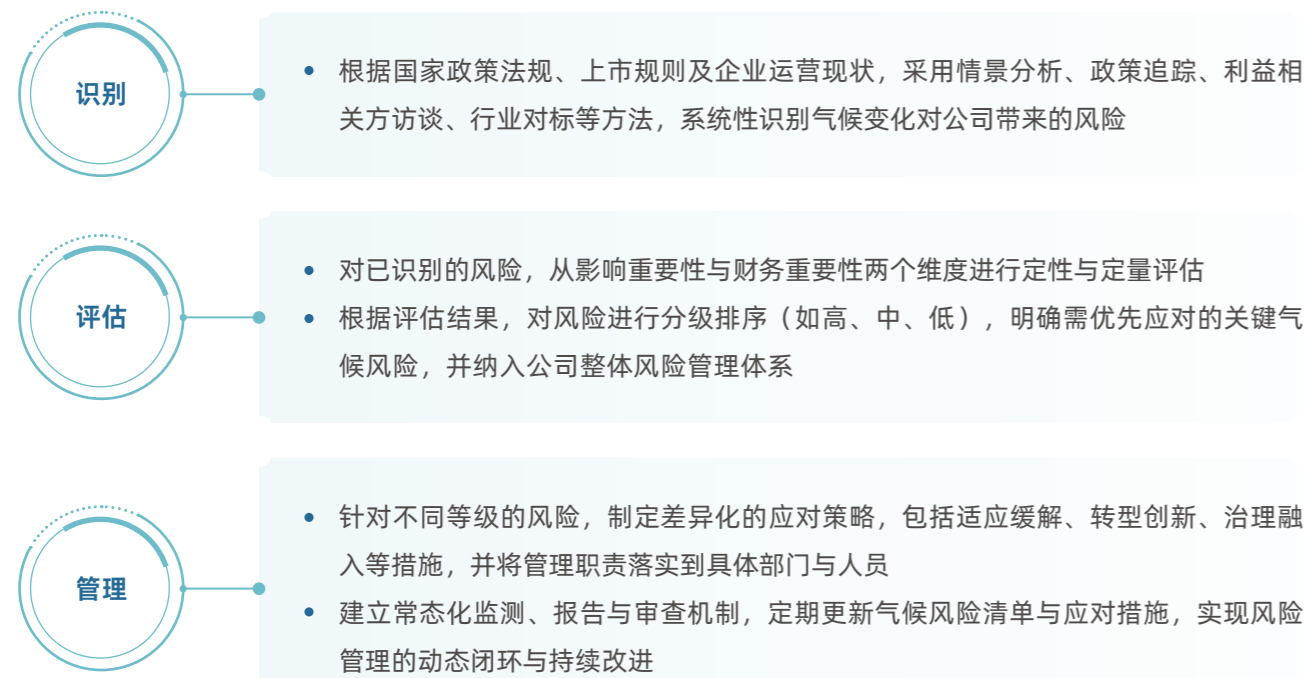 识别
根据国家政策法规、上市规则及企业运营现状，采用情景分析、政策追踪、利益相
关方访谈、行业对标等方法，系统性识别气候变化对公司带来的风险
评估
对已识别的风险，从影响重要性与财务重要性两个维度进行定性与定量评估
根据评估结果，对风险进行分级排序（如高、中、低），明确需优先应对的关键气
候风险，并纳入公司整体风险管理体系
管理
针对不同等级的风险，制定差异化的应对策略，包括适应缓解、转型创新、治理融
入等措施，并将管理职责落实到具体部门与人员
建立常态化监测、报告与审查机制，定期更新气候风险清单与应对措施，实现风险
管理的动态闭环与持续改进